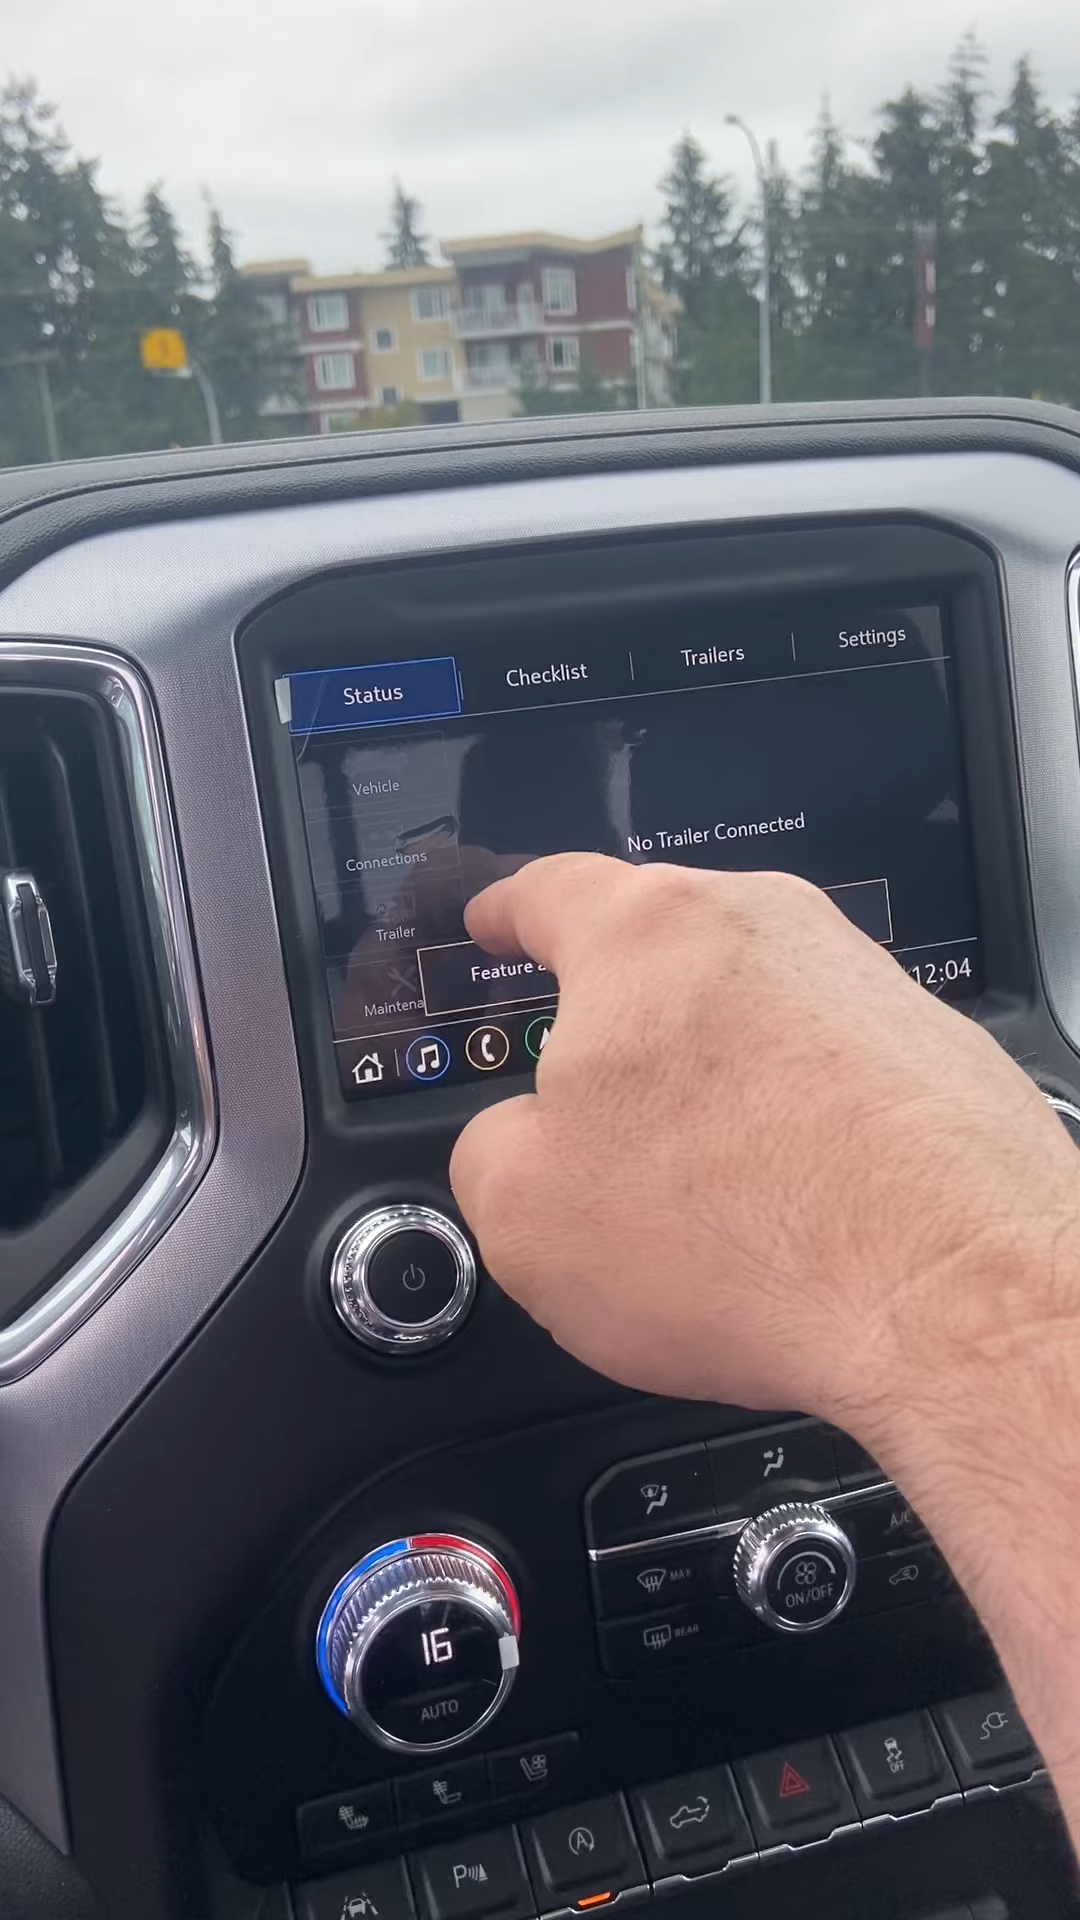 Status Checklist Trailers Settings
Vehicle
No Trailer Connected
Connections
Trailer
Feature
12:04
16
AUTO
MAX
ON/OFF
A/C
REAR
OFF
P
A